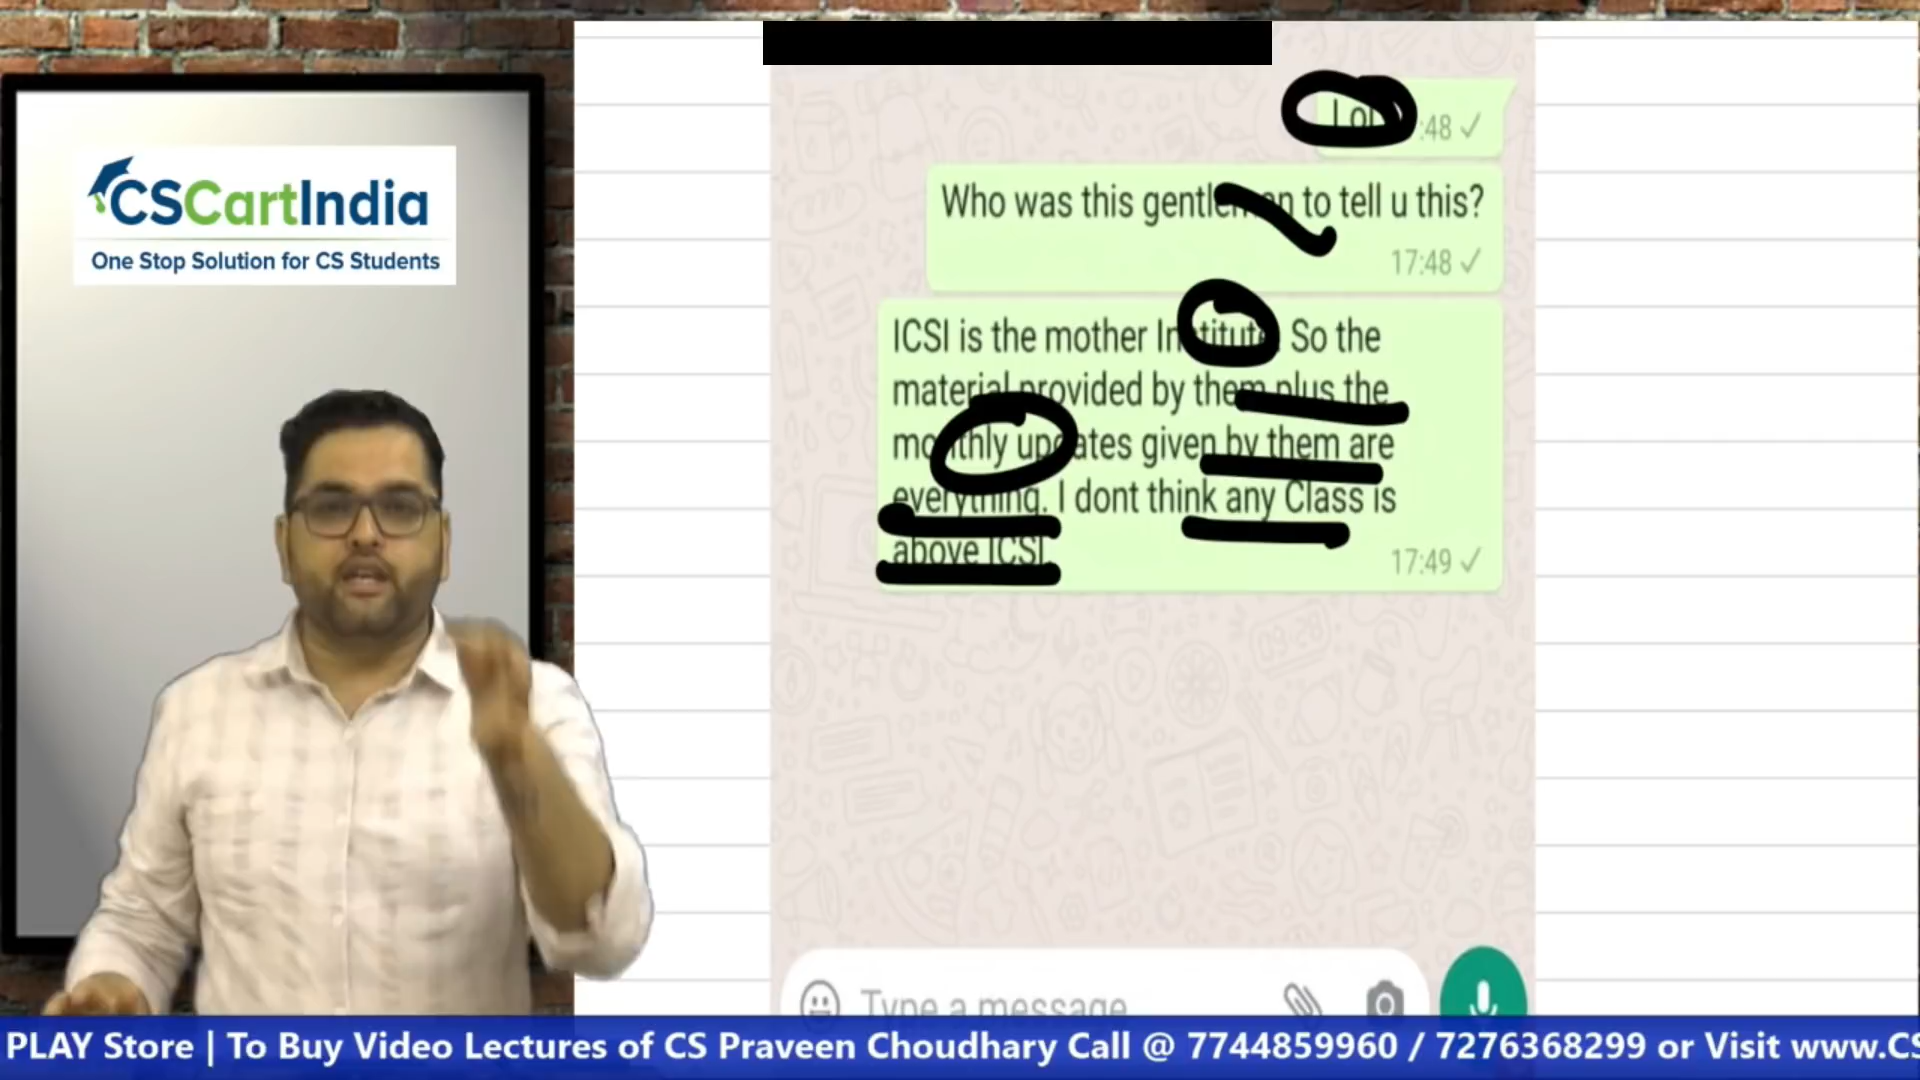 CSCartIndia
One Stop Solution for CS Students
Lol
:48
Who was this gentlemen to tell u this?
17:48
ICSI is the mother Institute. So the
material provided by them plus the
monthly updates given by them are
everything. I dont think any Class is
above ICSI.
17:49
Type a message
PLAY Store | To Buy Video Lectures of CS Praveen Choudhary Call @ 7744859960 / 7276368299 or Visit www.CS